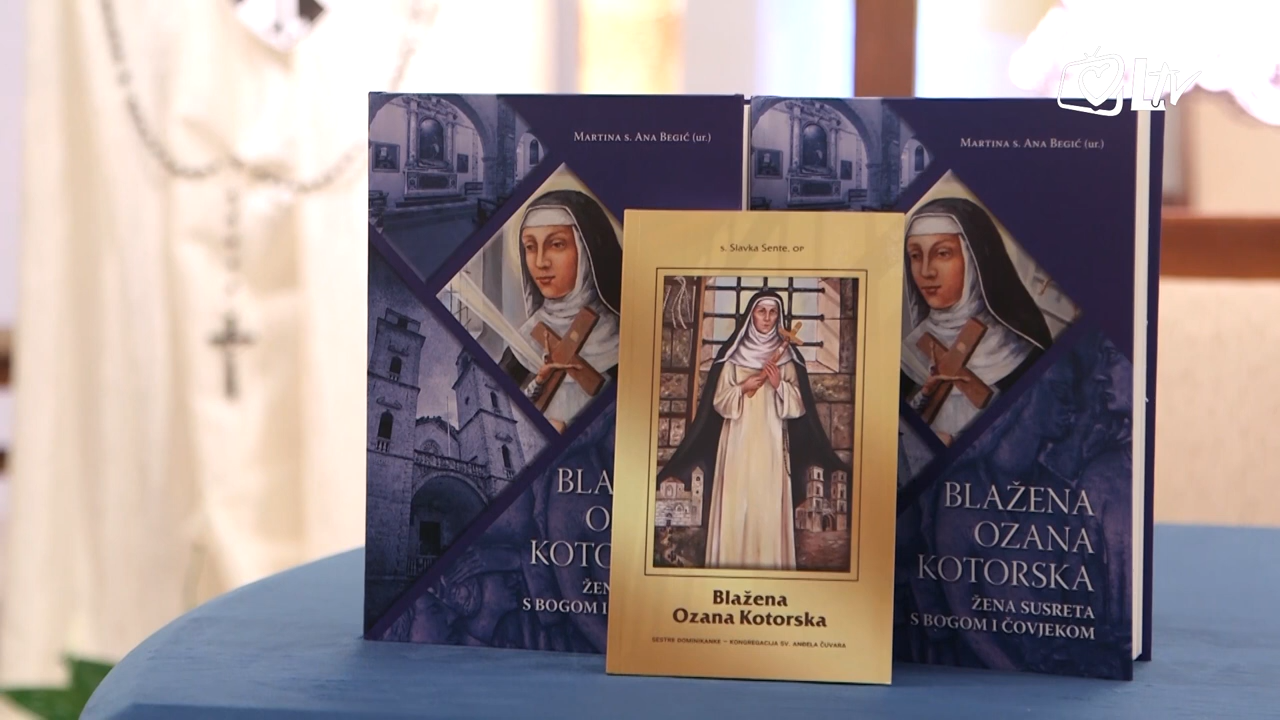 MARTINA S. ANA BEGIĆ (ur.)
BLA
O
KOTO
ŽEN
S BOGOM I
s. Slavka Sente, OP
Blažena
Ozana Kotorska
SESTRE DOMINIKANKE – KONGREGACIJA SV. ANĐELA ČUVARA
MARTINA S. ANA BEGIĆ (ur.)
BLAŽENA
OZANA
KOTORSKA
ŽENA SUSRETA
S BOGOM I ČOVJEKOM
Ltv